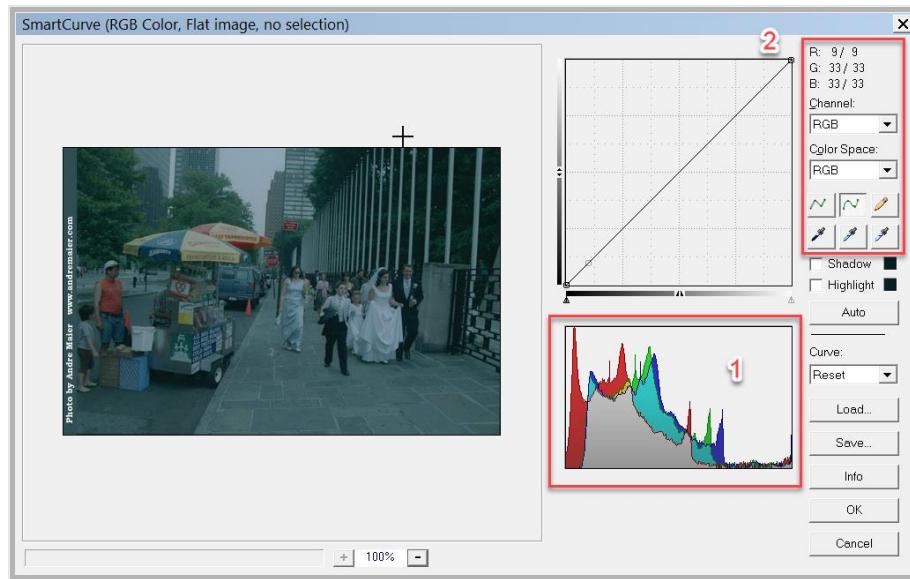 SmartCurve (RGB Color, Flat image, no selection)
2
R: 9/ 9
G: 33/ 33
B: 33/ 33
Channel:
RGB
Color Space:
RGB
Shadow
Highlight
Auto
Curve:
Reset
Load...
Save...
Info
OK
Cancel
1
Photo by Andre Maier www.andremaier.com
+ 100% -